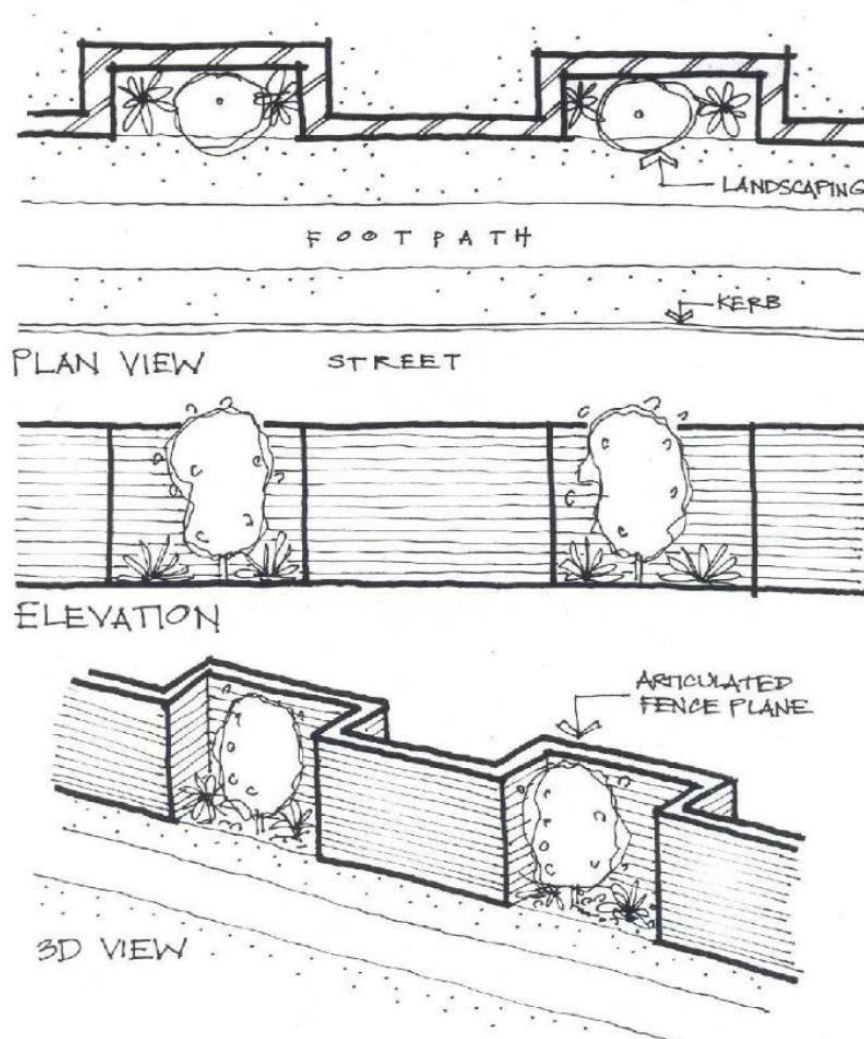 LANDSCAPING
FOOTPATH
KERB
PLAN VIEW
STREET
ELEVATION
ARTICULATED
FENCE PLANE
3D VIEW